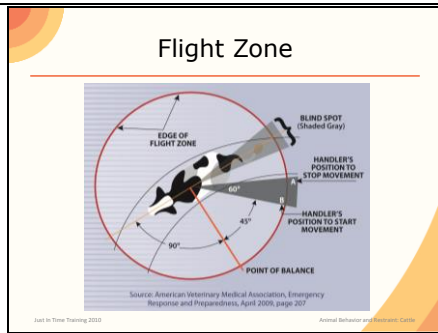 Flight Zone
BLIND SPOT
(Shaded Gray)
EDGE OF
FLIGHT ZONE
HANDLER'S
POSITION TO
STOP MOVEMENT
A
60°
B
HANDLER'S
POSITION TO START
MOVEMENT
45°
90°
POINT OF BALANCE
Source: American Veterinary Medical Association, Emergency
Response and Preparedness, April 2009, page 207
Just in Time Training 2010
Animal Behavior and Restraint: Cattle